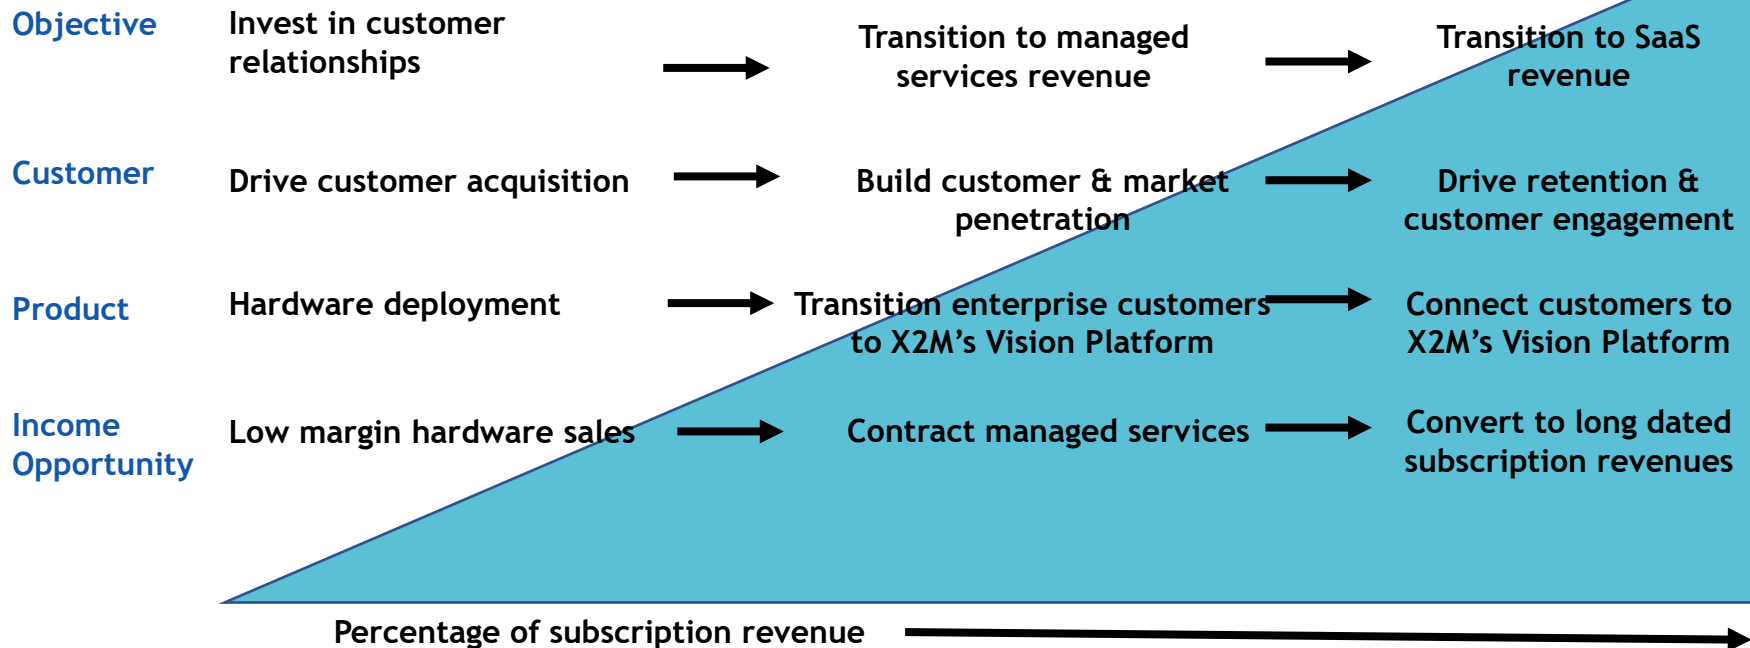 Objective
Invest in customer
relationships
Transition to managed
services revenue
Transition to SaaS
revenue
Customer
Drive customer acquisition
Build customer & market
penetration
Drive retention &
customer engagement
Product
Hardware deployment
Transition enterprise customers
to X2M’s Vision Platform
Connect customers to
X2M’s Vision Platform
Income
Opportunity
Low margin hardware sales
Contract managed services
Convert to long dated
subscription revenues
Percentage of subscription revenue